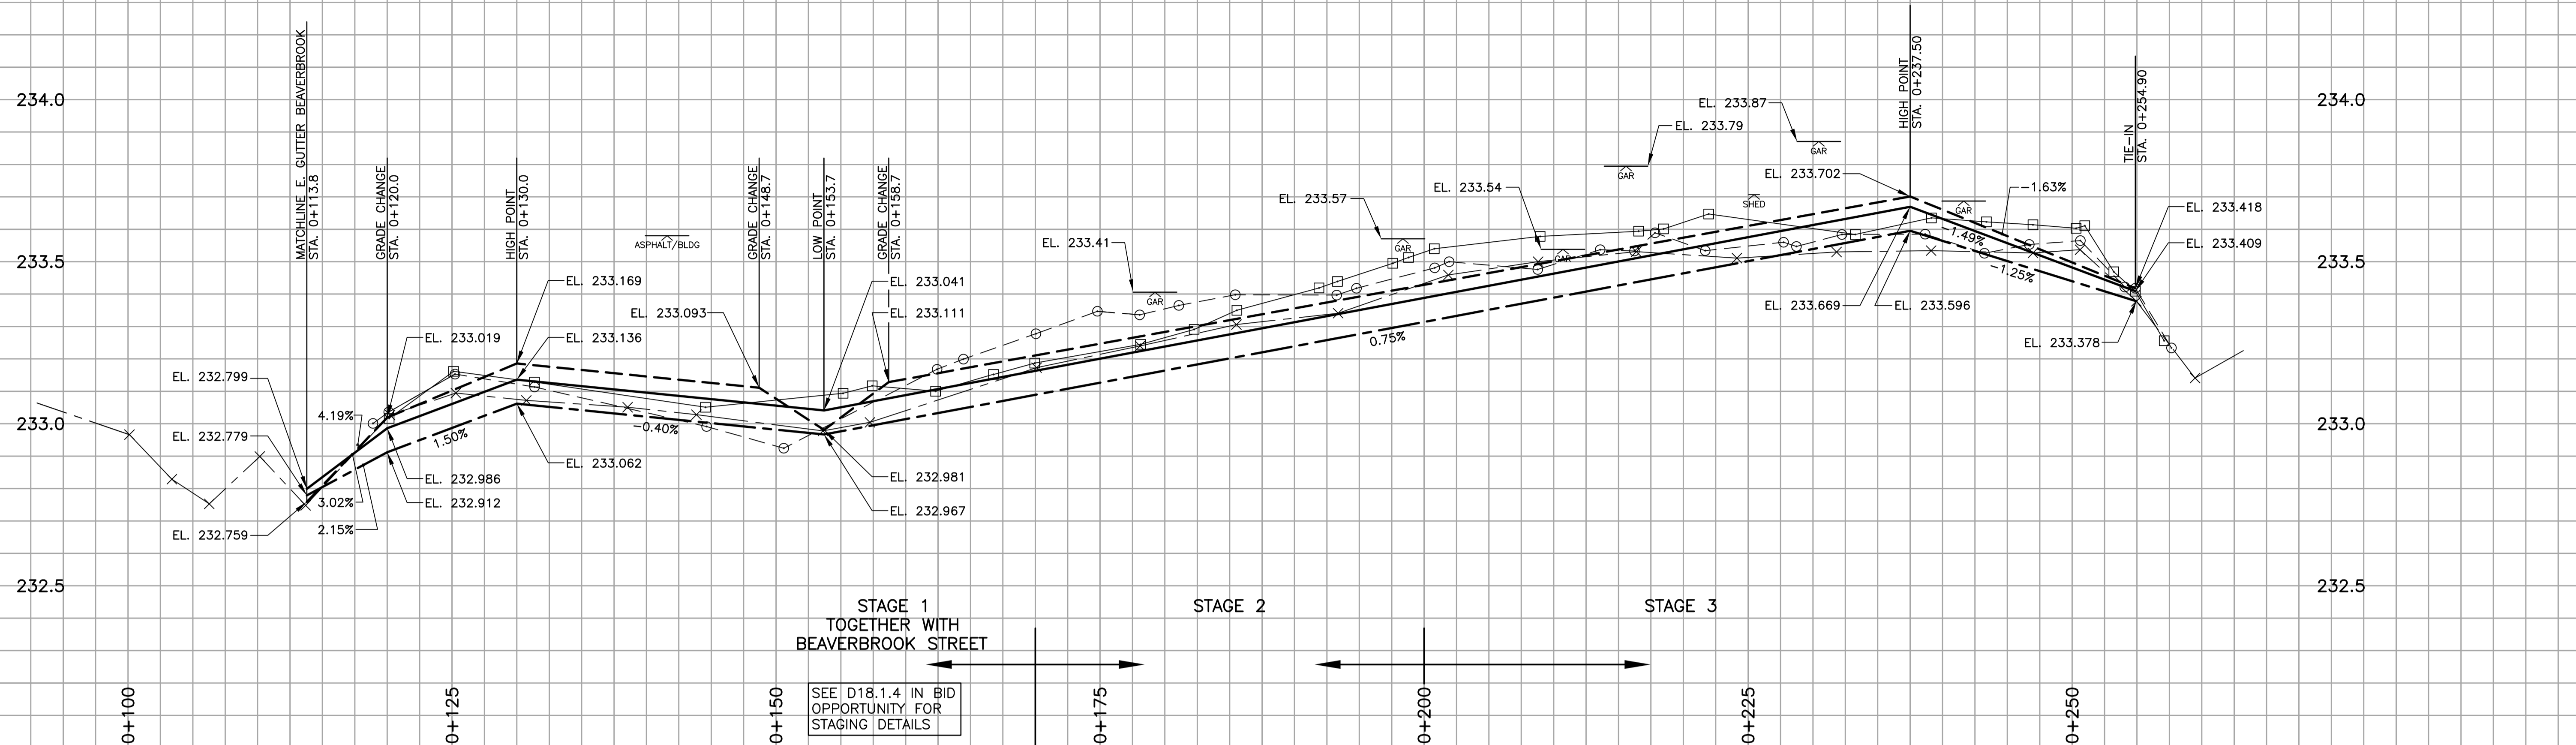 MATCHLINE E. GUTTER BEAVERBROOK
STA. 0+113.8
GRADE CHANGE
STA. 0+120.0
HIGH POINT
STA. 0+130.0
GRADE CHANGE
STA. 0+148.7
LOW POINT
STA. 0+153.7
GRADE CHANGE
STA. 0+158.7
HIGH POINT
STA. 0+237.50
TIE-IN
STA. 0+254.90
234.0
234.0
233.5
233.5
233.0
233.0
232.5
232.5
EL. 232.799
EL. 232.779
EL. 232.759
4.19%
3.02%
2.15%
1.50%
EL. 233.019
EL. 232.986
EL. 232.912
EL. 233.169
EL. 233.136
EL. 233.062
ASPHALT/BLDG
-0.40%
EL. 233.093
EL. 233.041
EL. 233.111
EL. 232.981
EL. 232.967
EL. 233.41
GAR
EL. 233.57
GAR
0.75%
EL. 233.54
GAR
EL. 233.79
GAR
EL. 233.87
GAR
SHED
EL. 233.702
EL. 233.669
EL. 233.596
GAR
-1.63%
-1.49%
-1.25%
EL. 233.418
EL. 233.409
EL. 233.378
STAGE 1
TOGETHER WITH
BEAVERBROOK STREET
STAGE 2
STAGE 3
SEE D18.1.4 IN BID
OPPORTUNITY FOR
STAGING DETAILS
0+100
0+125
0+150
0+175
0+200
0+225
0+250